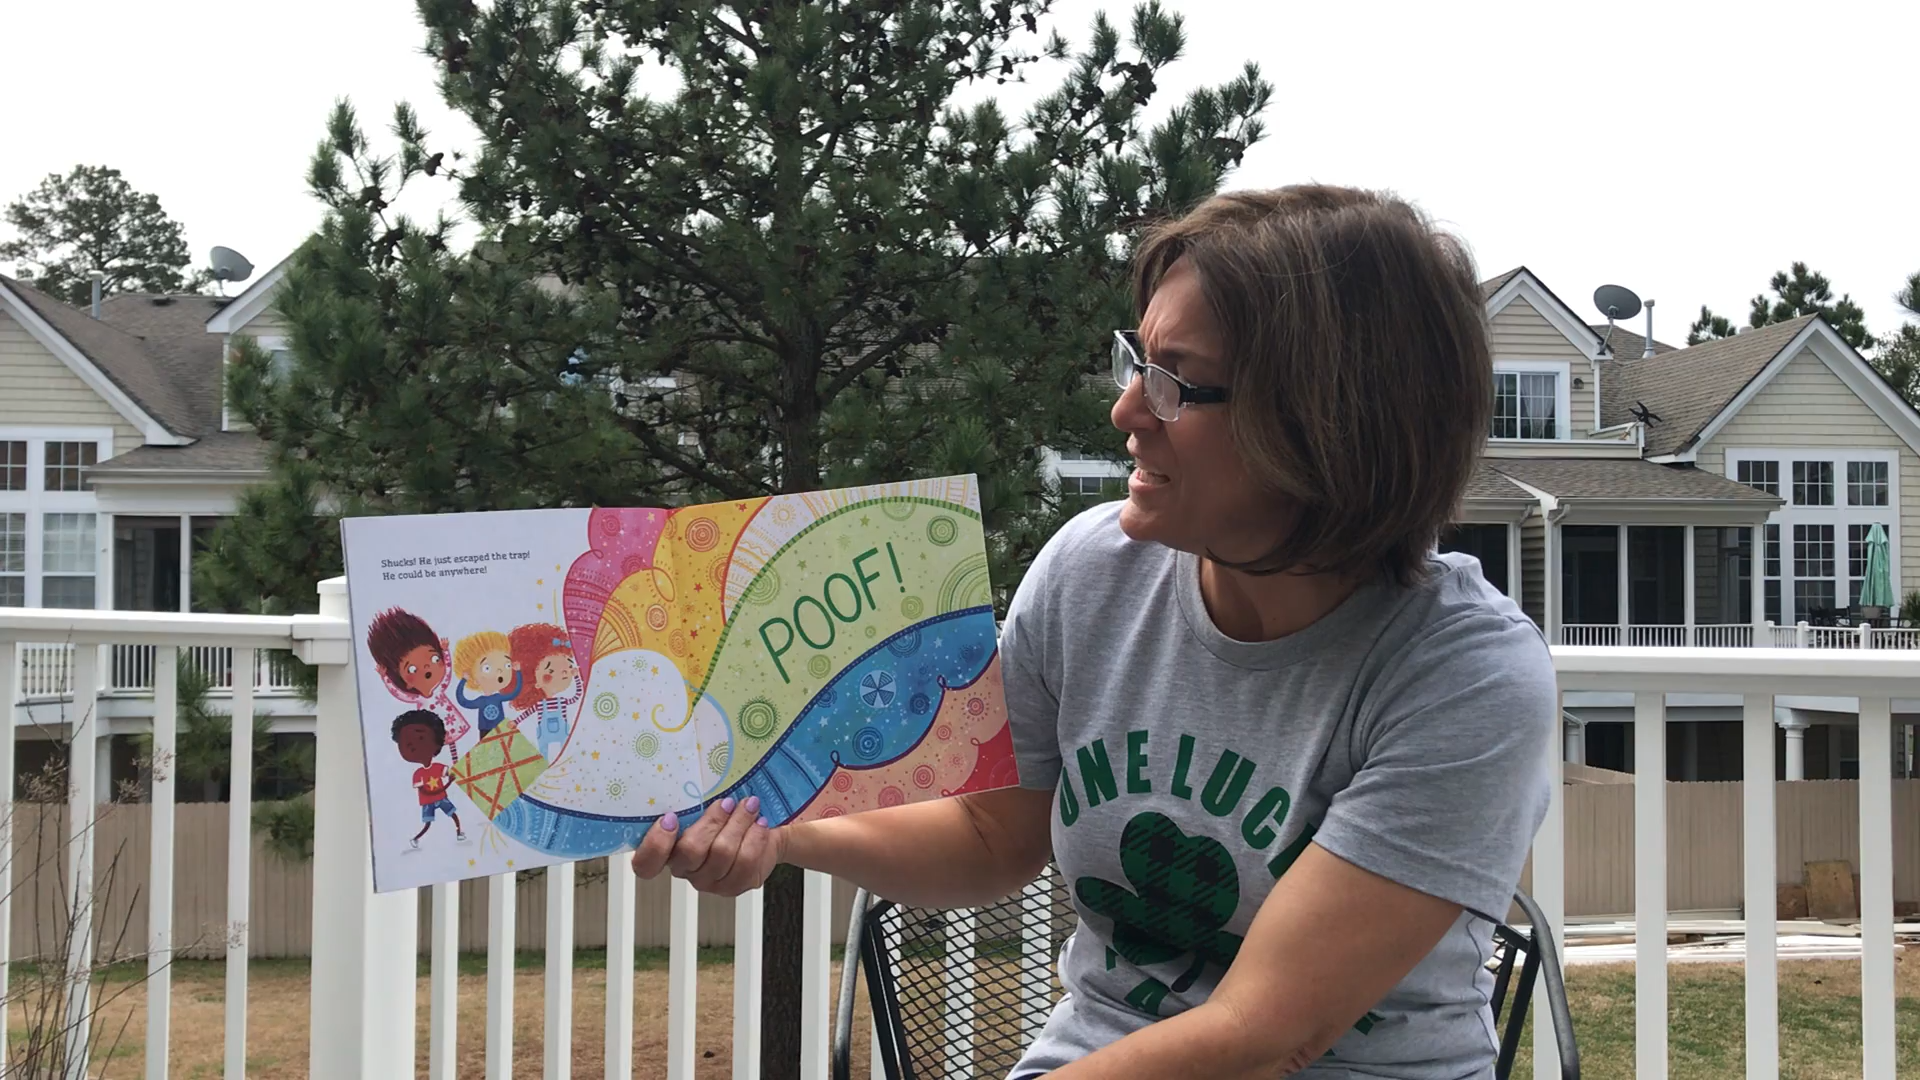 Shucks! He just escaped the trap!
He could be anywhere!
POOF!
ONE LUC